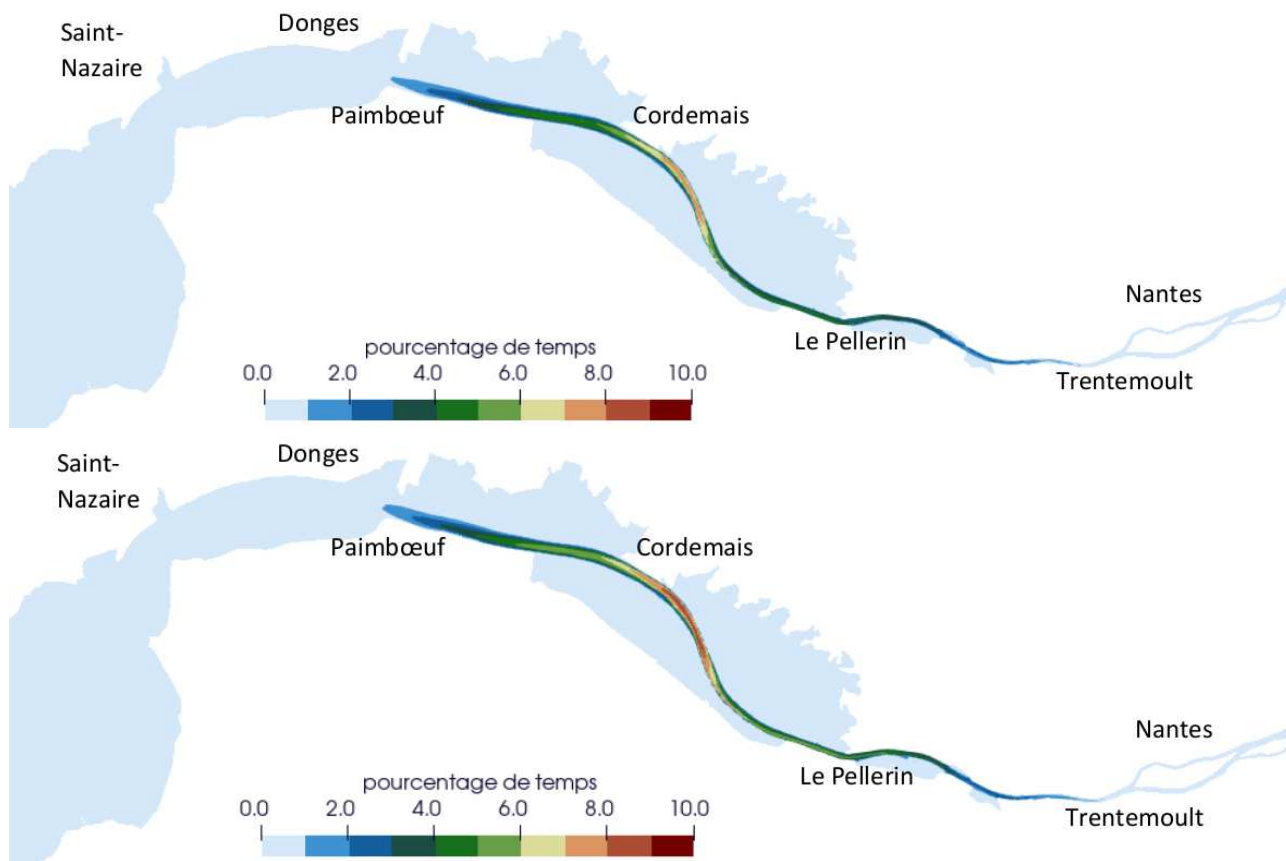 Donges
Saint-
Nazaire
Paimbœuf
Cordemais
Nantes
Le Pellerin
Trentemoult
pourcentage de temps
0.0 2.0 4.0 6.0 8.0 10.0
Donges
Saint-
Nazaire
Paimbœuf
Cordemais
Nantes
Le Pellerin
Trentemoult
pourcentage de temps
0.0 2.0 4.0 6.0 8.0 10.0